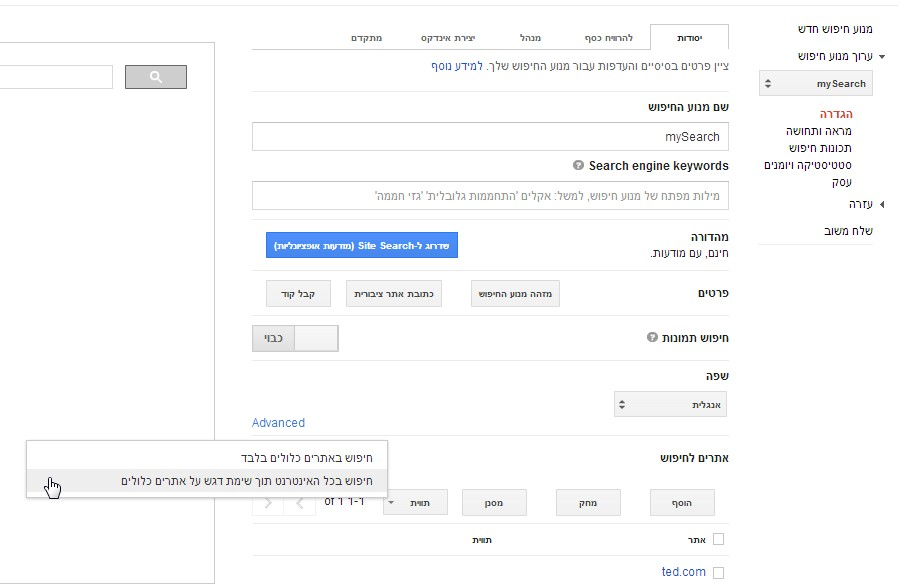 מנוע חיפוש חדש
ערוך מנוע חיפוש
mySearch
הגדרה
מראה ותחושה
תכונות חיפוש
סטטיסטיקה ויומנים
עסק
עזרה
שלח משוב
יסודות
להרוויח כסף
מנהל
יצירת אינדקס
מתקדם
ציין פרטים בסיסיים והעדפות עבור מנוע החיפוש שלך. למידע נוסף
שם מנוע החיפוש
mySearch
Search engine keywords
מילות מפתח של מנוע חיפוש, למשל: אקלים 'התחממות גלובלית' 'גזי חממה'
מהדורה
חינם, עם מודעות.
שדרוג ל-Site Search (מודעות אופציונליות)
פרטים
מזהה מנוע החיפוש
כתובת אתר ציבורית
קבל קוד
חיפוש תמונות
כבוי
שפה
אנגלית
Advanced
אתרים לחיפוש
חיפוש באתרים כלולים בלבד
חיפוש בכל האינטרנט תוך שימת דגש על אתרים כלולים
הוסף
מחק
מסנן
תווית
1-1 of 1
אתר
תווית
ted.com